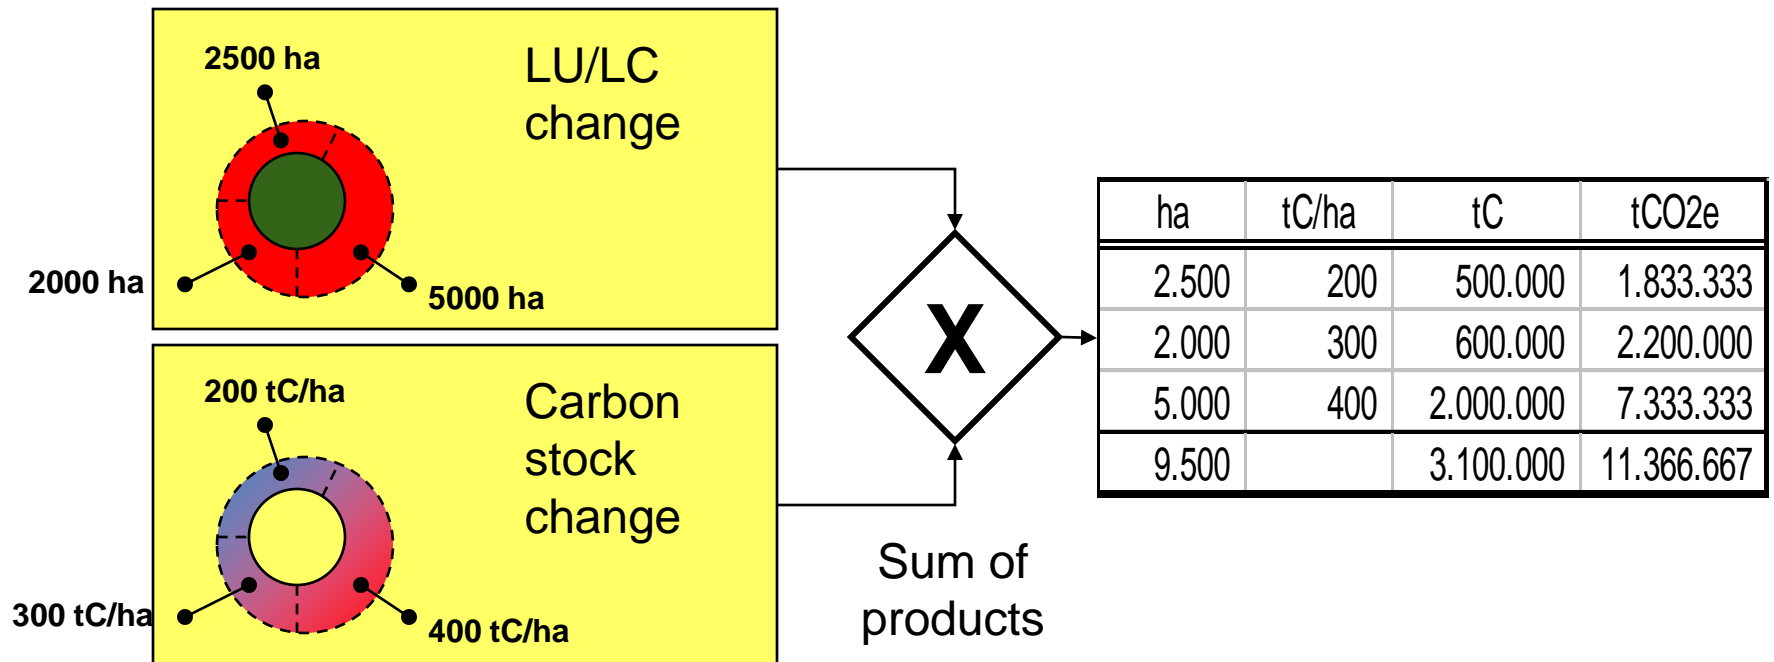 2500 ha
LU/LC
change
2000 ha
5000 ha
200 tC/ha
Carbon
stock
change
300 tC/ha
400 tC/ha
X
Sum of
products
ha tC/ha tC tCO2e
2.500 200 500.000 1.833.333
2.000 300 600.000 2.200.000
5.000 400 2.000.000 7.333.333
9.500 3.100.000 11.366.667